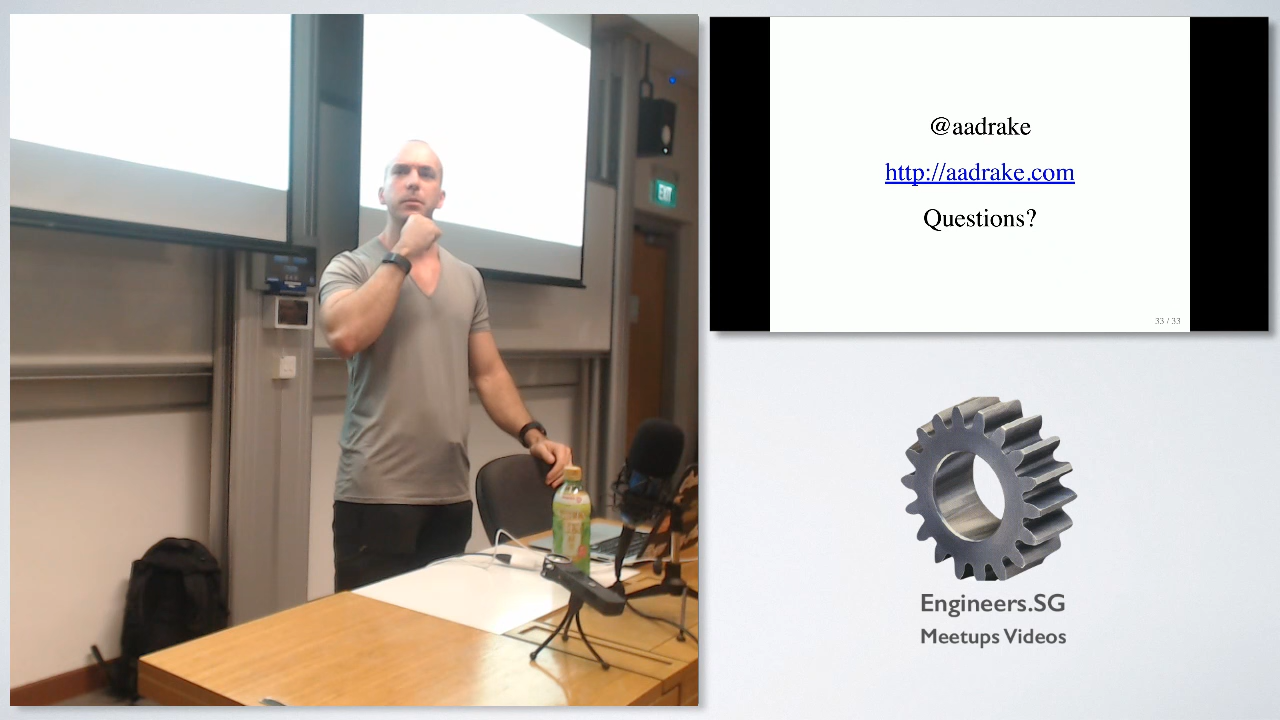 EXIT
@aadrake
http://aadrake.com
Questions?
33 / 33
Engineers.SG
Meetups Videos